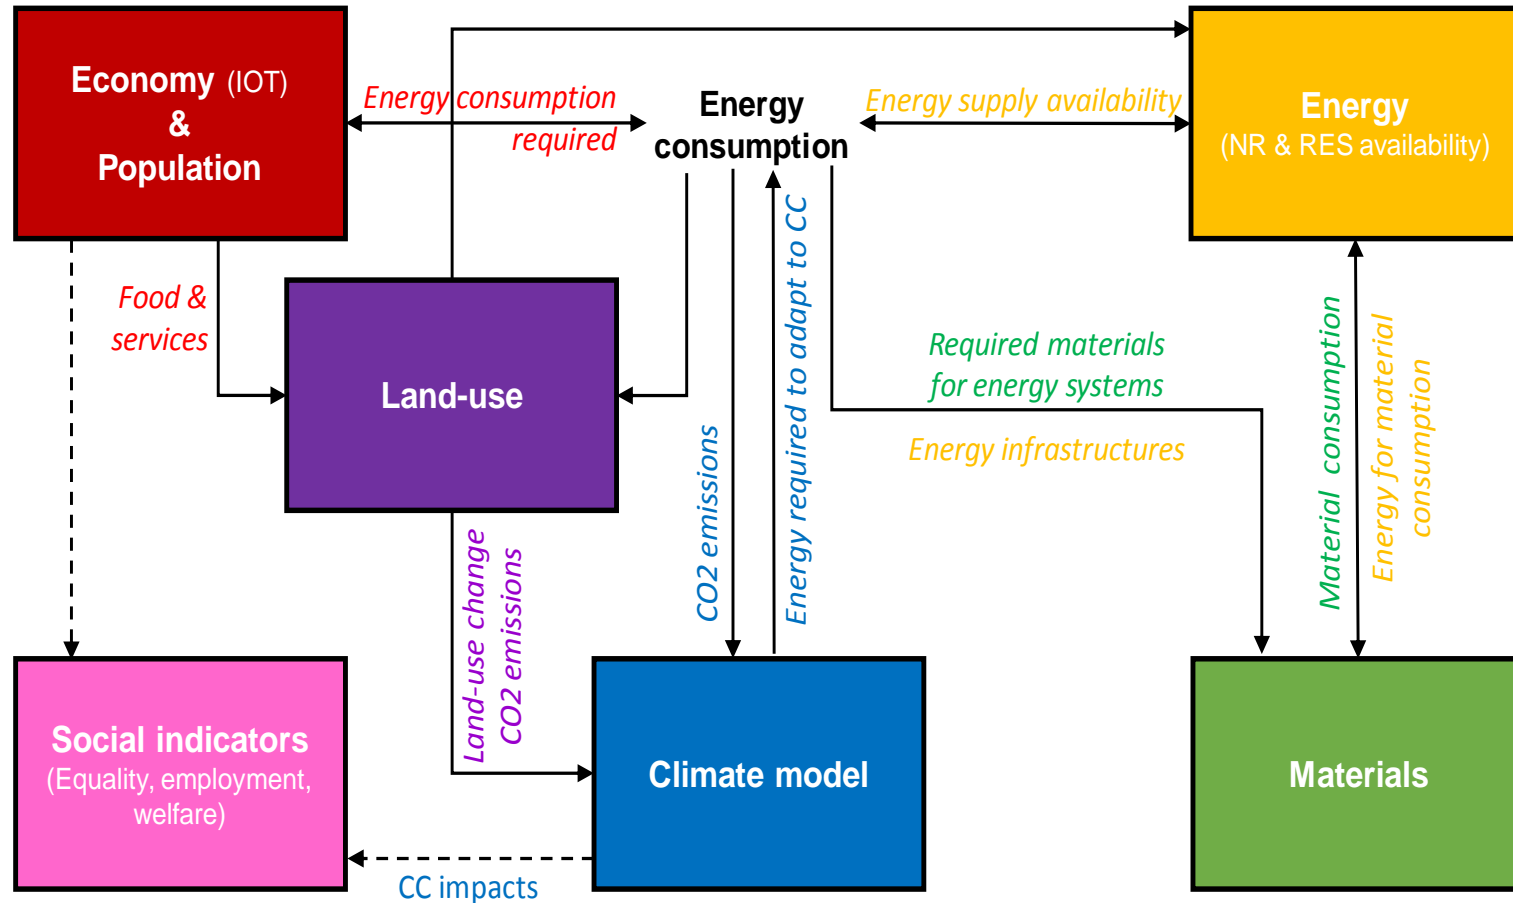 Economy (IOT)
&
Population
Energy consumption
required
Energy
consumption
Energy supply availability
Energy
(NR & RES availability)
Food &
services
Land-use
CO2 emissions
Energy required to adapt to CC
Required materials
for energy systems
Energy infrastructures
Material consumption
Energy for material
consumption
Land-use change
CO2 emissions
Social indicators
(Equality, employment,
welfare)
Climate model
Materials
CC impacts